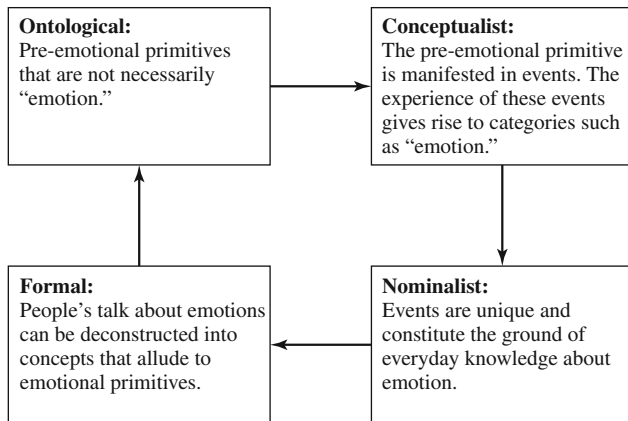 Ontological:
Pre-emotional primitives
that are not necessarily
“emotion.”
Conceptualist:
The pre-emotional primitive
is manifested in events. The
experience of these events
gives rise to categories such
as “emotion.”
Formal:
People’s talk about emotions
can be deconstructed into
concepts that allude to
emotional primitives.
Nominalist:
Events are unique and
constitute the ground of
everyday knowledge about
emotion.